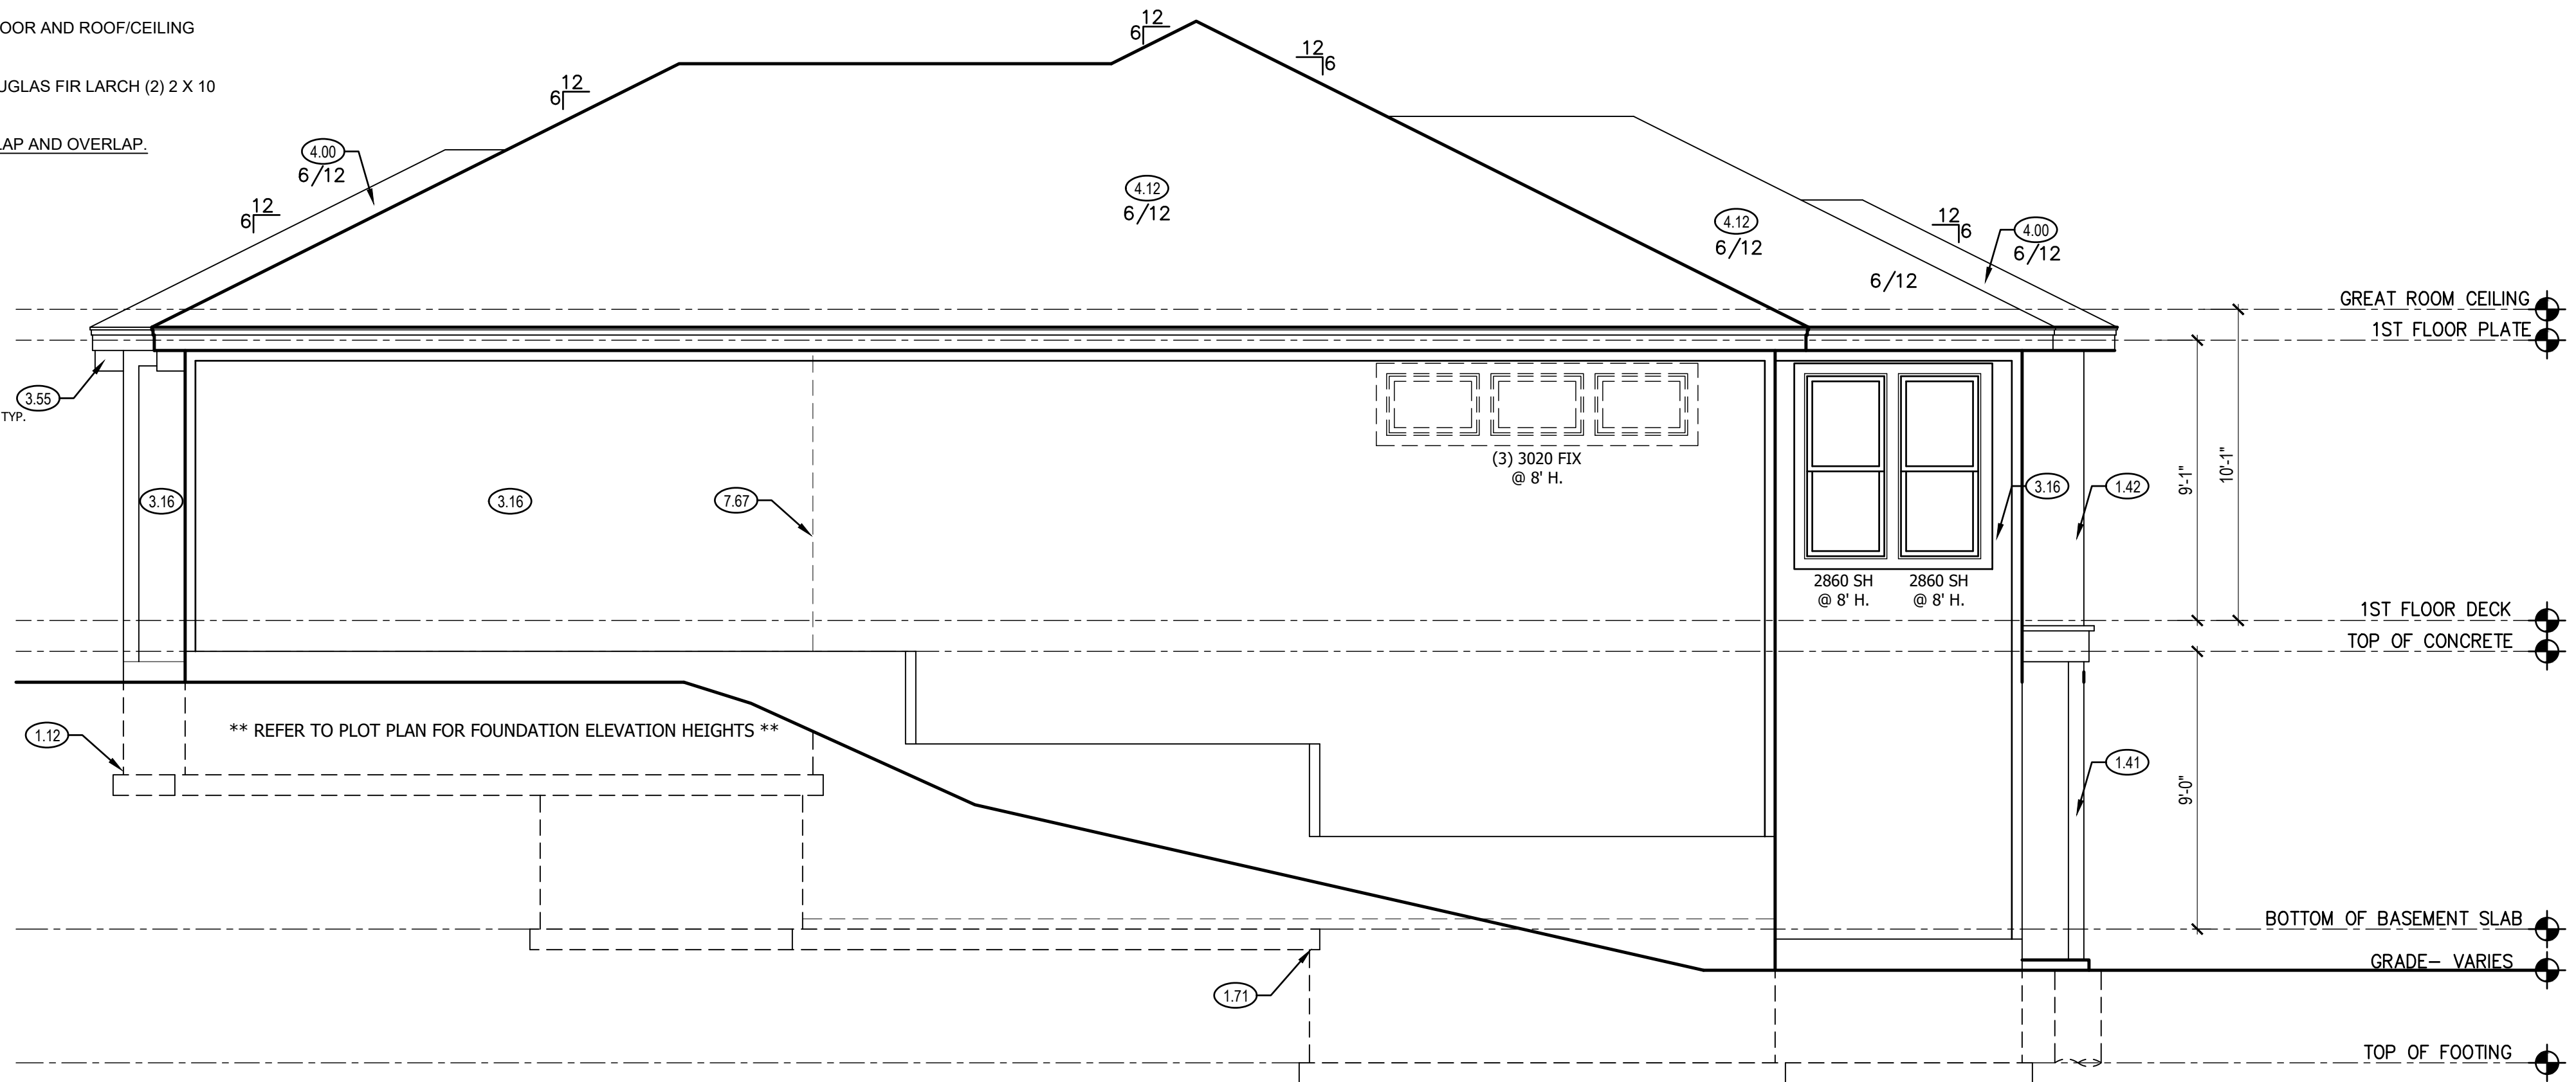 OOR AND ROOF/CEILING
UGLAS FIR LARCH (2) 2 X 10
LAP AND OVERLAP.
12
6
12
6
12
6
12
6
12
6
4.00
6/12
4.12
6/12
4.12
6/12
6/12
4.00
6/12
GREAT ROOM CEILING
1ST FLOOR PLATE
3.55
TYP.
(3) 3020 FIX
@ 8' H.
3.16
3.16
7.67
3.16
1.42
9'-1"
10'-1"
2860 SH
@ 8' H.
2860 SH
@ 8' H.
1ST FLOOR DECK
TOP OF CONCRETE
1.12
** REFER TO PLOT PLAN FOR FOUNDATION ELEVATION HEIGHTS **
1.41
9'-0"
BOTTOM OF BASEMENT SLAB
GRADE- VARIES
1.71
TOP OF FOOTING